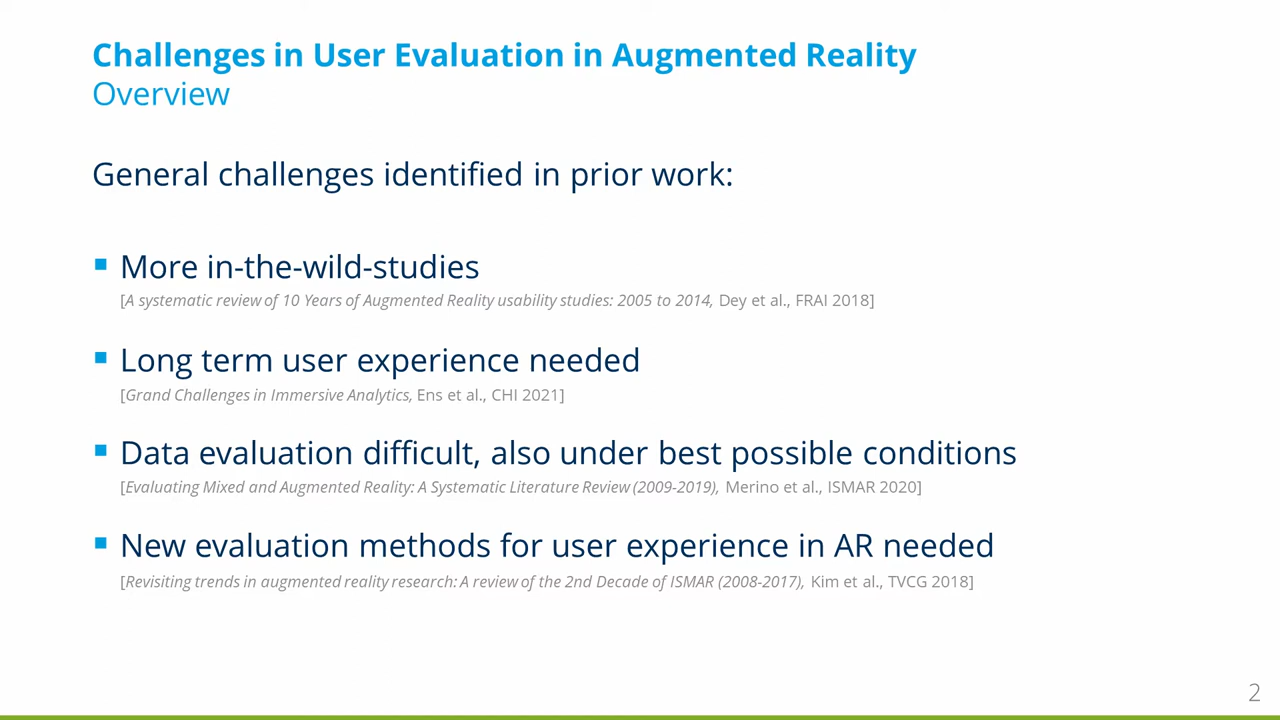 Challenges in User Evaluation in Augmented Reality
Overview
General challenges identified in prior work:
More in-the-wild-studies
[A systematic review of 10 Years of Augmented Reality usability studies: 2005 to 2014, Dey et al., FRAI 2018]
Long term user experience needed
[Grand Challenges in Immersive Analytics, Ens et al., CHI 2021]
Data evaluation difficult, also under best possible conditions
[Evaluating Mixed and Augmented Reality: A Systematic Literature Review (2009-2019), Merino et al., ISMAR 2020]
New evaluation methods for user experience in AR needed
[Revisiting trends in augmented reality research: A review of the 2nd Decade of ISMAR (2008-2017), Kim et al., TVCG 2018]
2